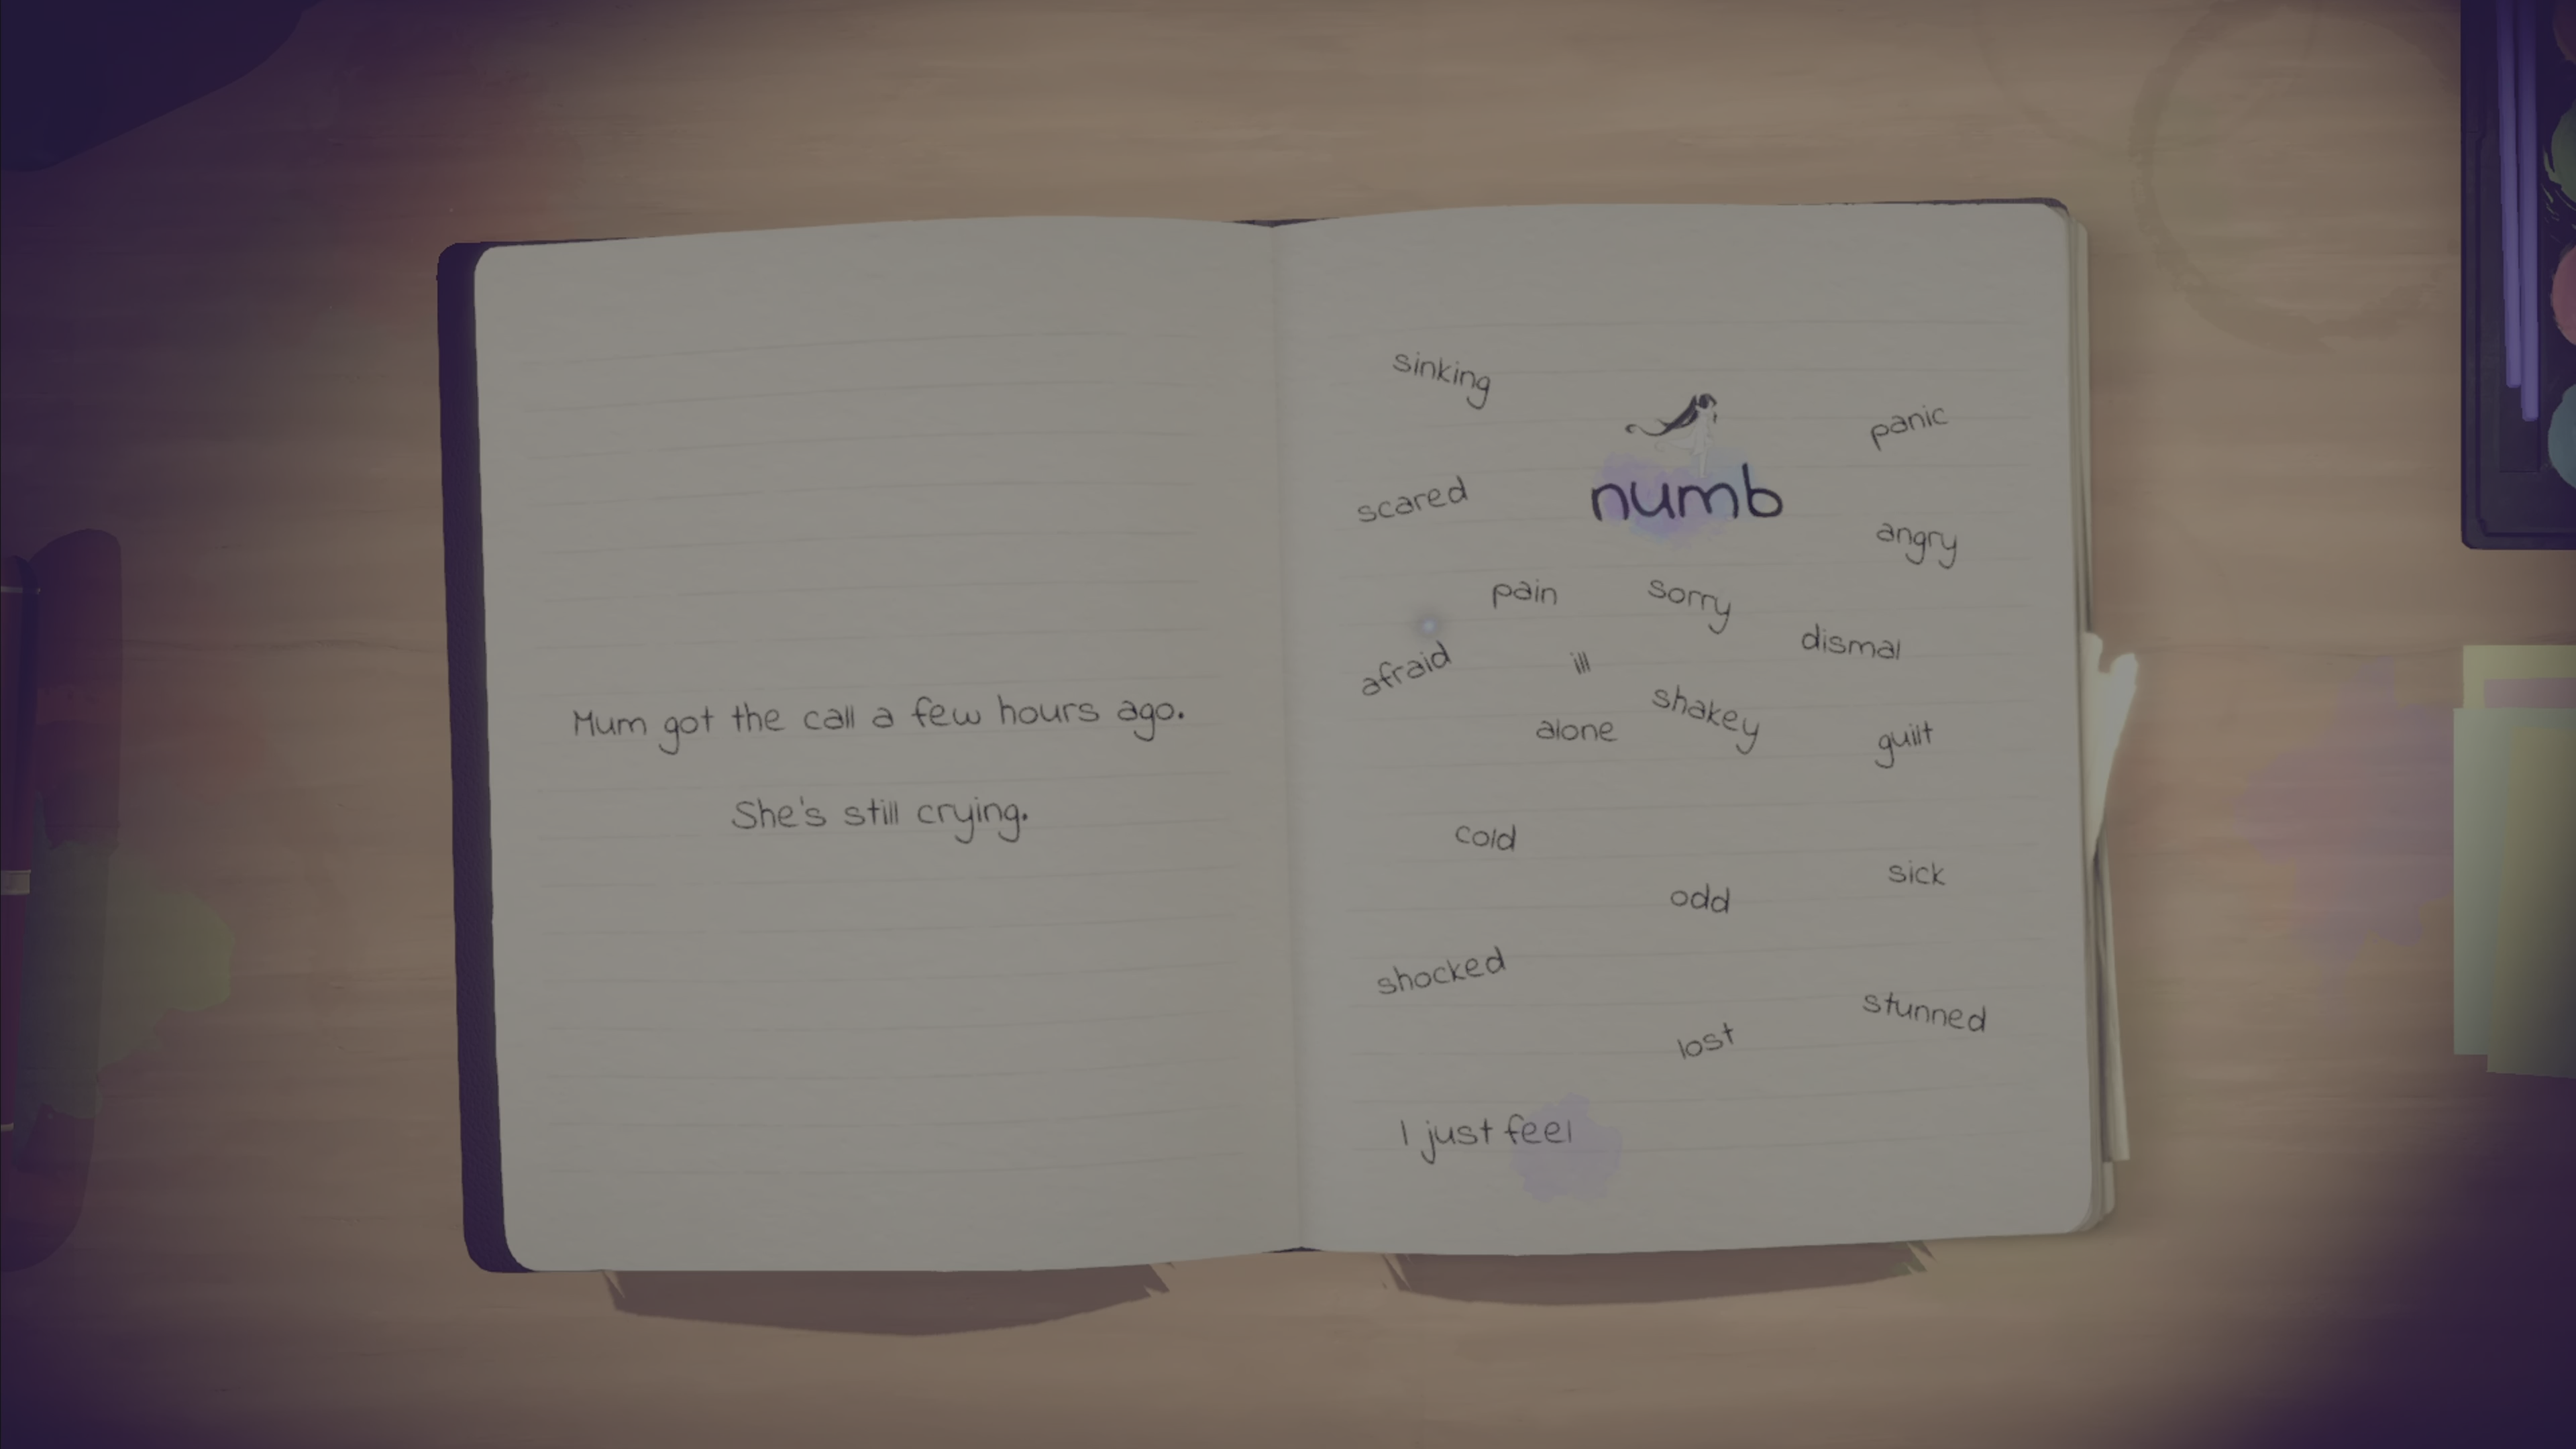 Mum got the call a few hours ago.
She's still crying.
sinking
panic
scared
numb
angry
pain
sorry
dismal
afraid
ill
shakey
alone
guilt
cold
sick
odd
shocked
stunned
lost
I just feel